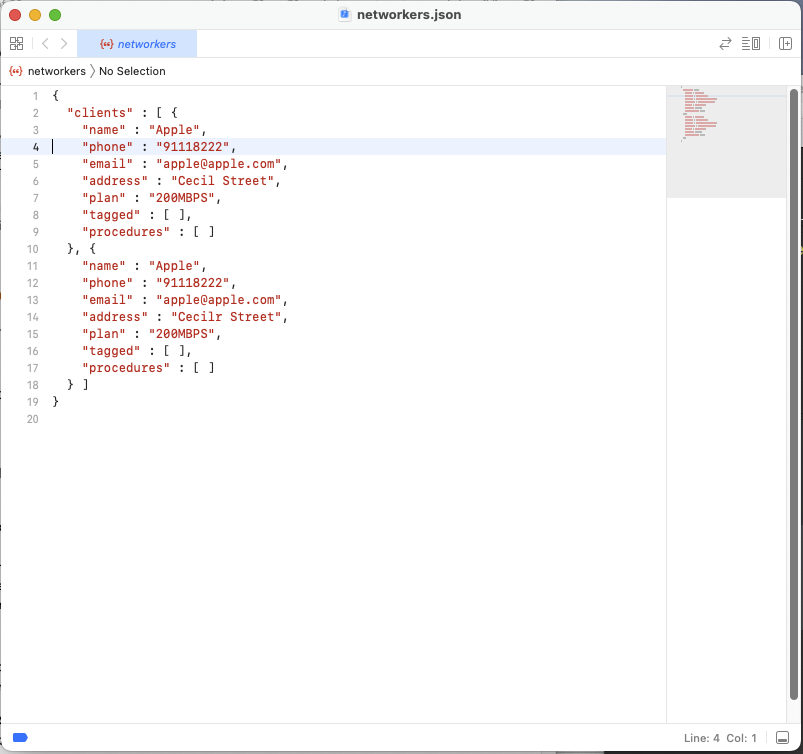 networkers.json
networkers
networkers No Selection
1 {
2   "clients" : [ {
3     "name" : "Apple",
4     "phone" : "91118222",
5     "email" : "apple@apple.com",
6     "address" : "Cecil Street",
7     "plan" : "200MBPS",
8     "tagged" : [ ],
9     "procedures" : [ ]
10   }, {
11     "name" : "Apple",
12     "phone" : "91118222",
13     "email" : "apple@apple.com",
14     "address" : "Cecilr Street",
15     "plan" : "200MBPS",
16     "tagged" : [ ],
17     "procedures" : [ ]
18   } ]
19 }
20
Line: 4 Col: 1